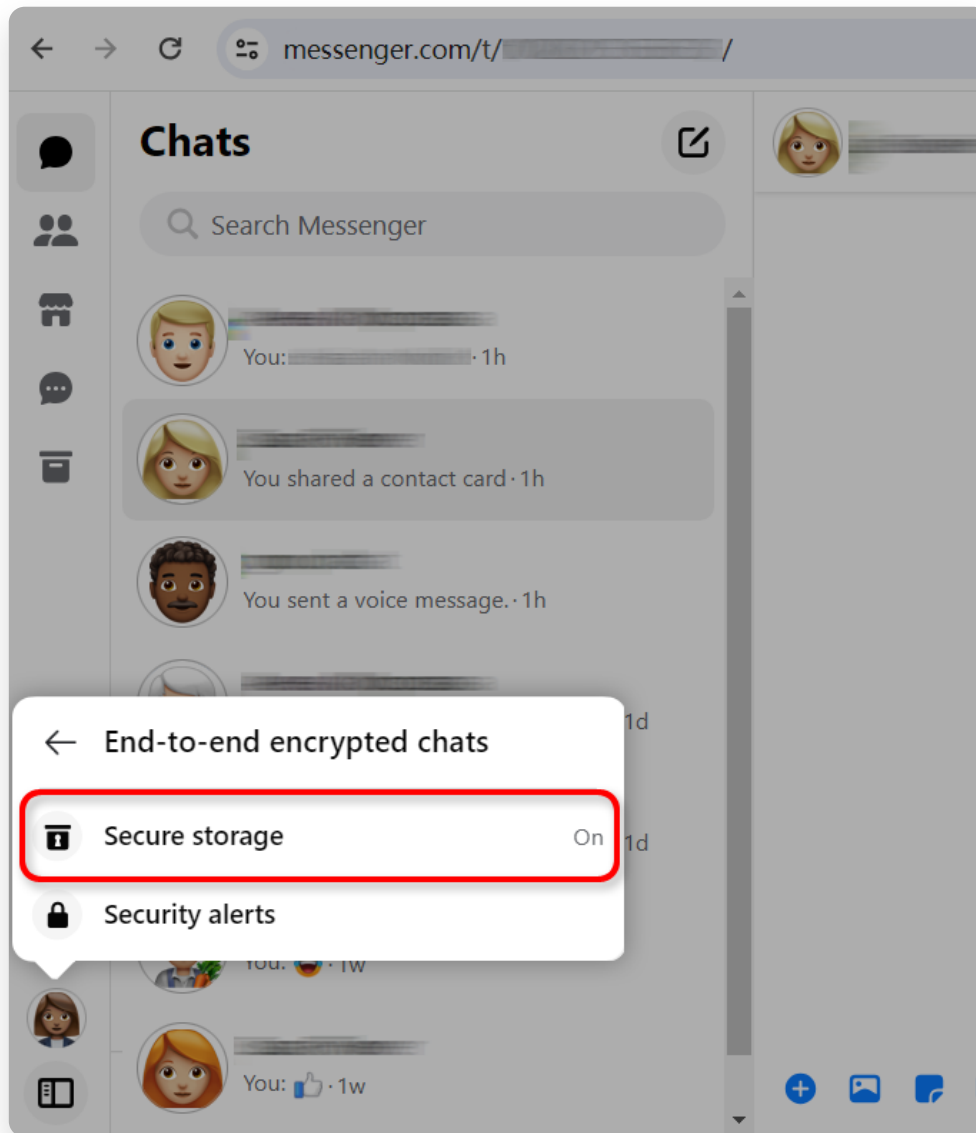 messenger.com/t/
/
Chats
Search Messenger
You:
· 1h
You shared a contact card · 1h
You sent a voice message. · 1h
1d
End-to-end encrypted chats
Secure storage
On
1d
Security alerts
You: 😂 · 1w
You: 👍 · 1w